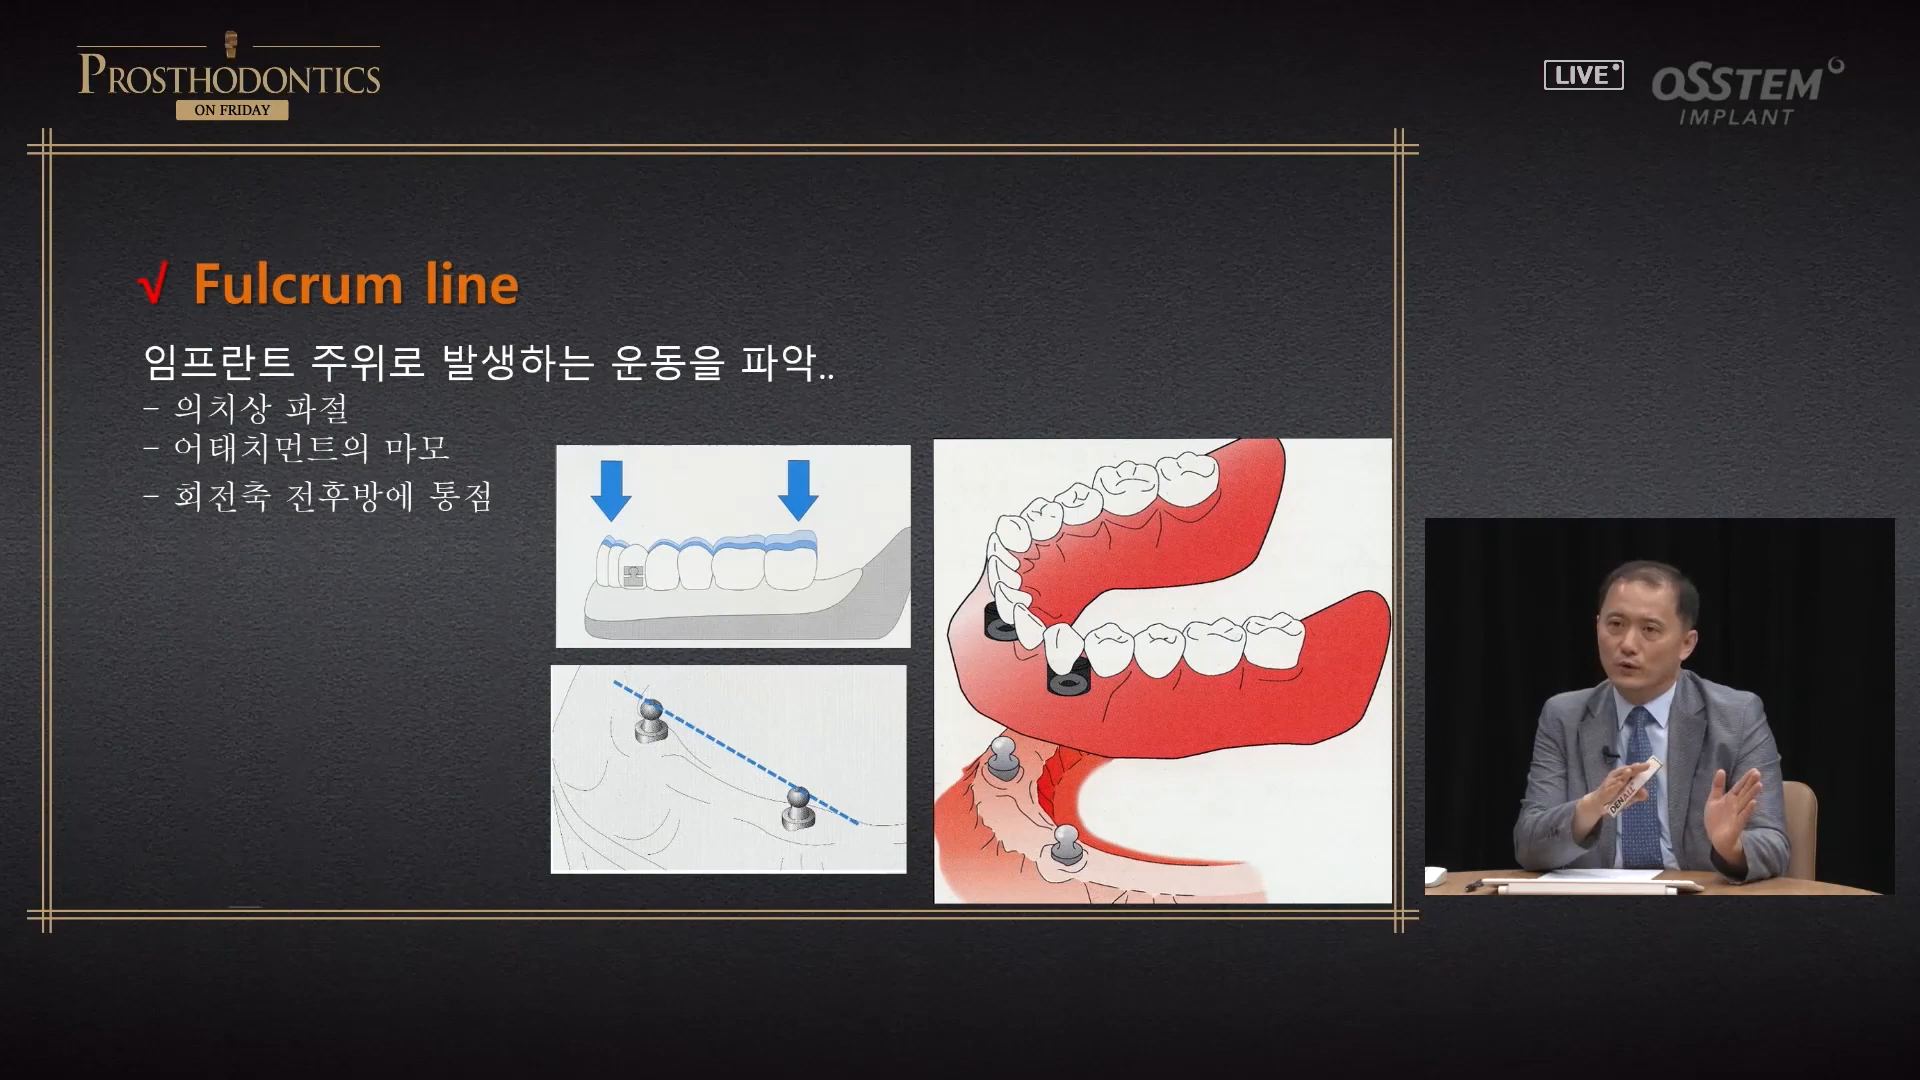 PROSTHODONTICS
ON FRIDAY
LIVE
OSSTEM
IMPLANT
√ Fulcrum line
임프란트 주위로 발생하는 운동을 파악..
- 의치상 파절
- 어태치먼트의 마모
- 회전축 전후방에 통점
DENALL